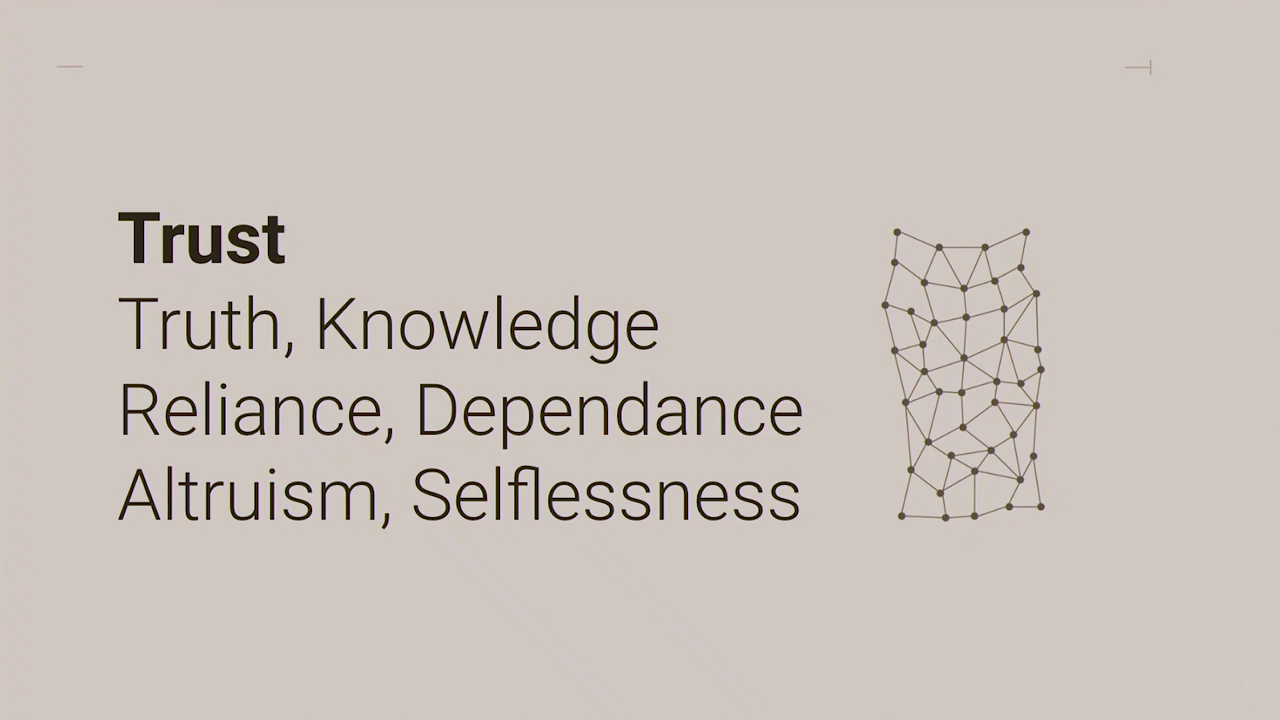 Trust
Truth, Knowledge
Reliance, Dependance
Altruism, Selflessness